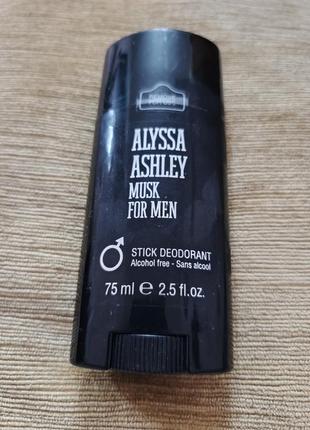 ALYSSA
ASHLEY
MUSK
FOR MEN
STICK DEODORANT
Alcohol free - Sans alcool
75 ml ℮ 2.5 fl.oz.